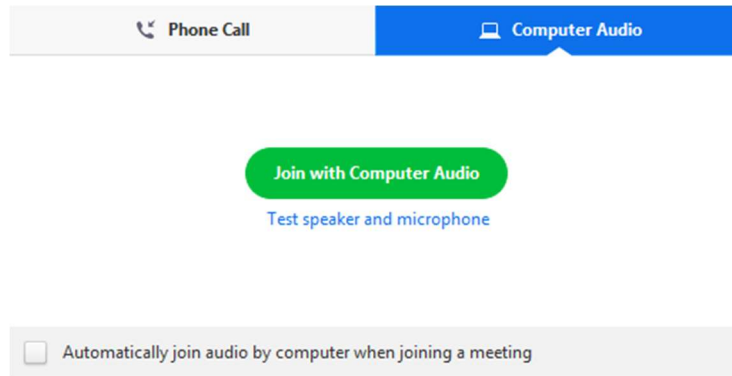 Phone Call
Computer Audio
Join with Computer Audio
Test speaker and microphone
Automatically join audio by computer when joining a meeting